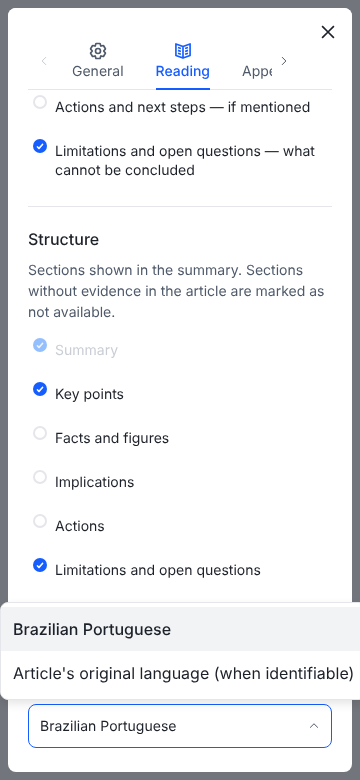 General
Reading
Appe
Actions and next steps — if mentioned
Limitations and open questions — what
cannot be concluded
Structure
Sections shown in the summary. Sections
without evidence in the article are marked as
not available.
Summary
Key points
Facts and figures
Implications
Actions
Limitations and open questions
Brazilian Portuguese
Article's original language (when identifiable)
Brazilian Portuguese